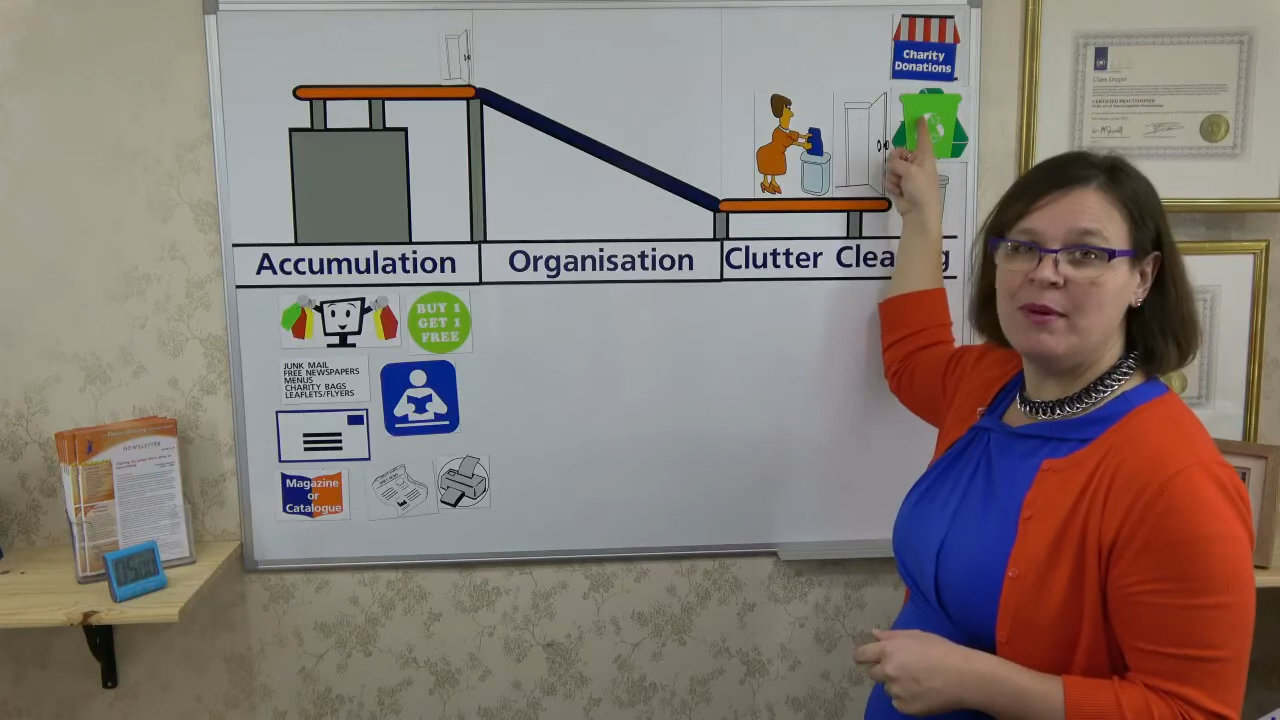 Charity
Donations
Accumulation
Organisation
Clutter Clea
g
BUY 1
GET 1
FREE
JUNK MAIL
FREE NEWSPAPERS
MENUS
CHARITY BAGS
LEAFLETS/FLYERS
Magazine
or
Catalogue
NEWSLETTER